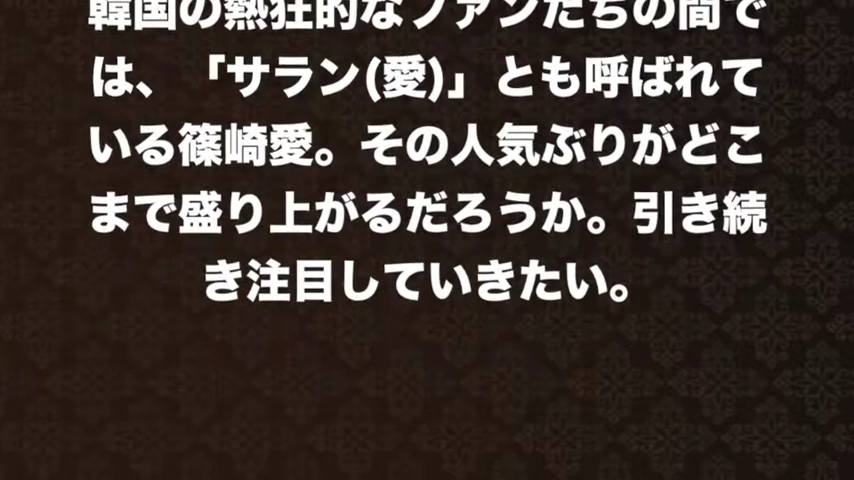 韓国の熱狂的なファンたちの間で
は、「サラン(愛)」とも呼ばれて
いる篠崎愛。その人気ぶりがどこ
まで盛り上がるだろうか。引き続
き注目していきたい。